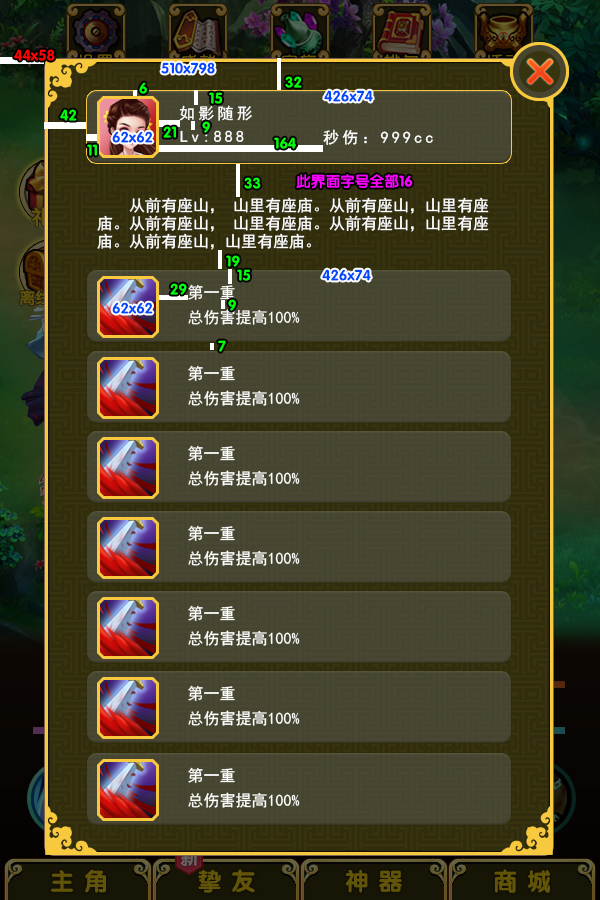 44x58
510x798
6
32
15
426x74
如影随形
42
21
9
62x62
Lv:888
164
秒伤：999cc
11
33
此界面字号全部16
从前有座山， 山里有座庙。从前有座山，山里有座
庙。从前有座山， 山里有座庙。从前有座山，山里有座
庙。从前有座山，山里有座庙。
19
15
426x74
29
第一重
62x62
9
总伤害提高100%
7
第一重
总伤害提高100%
第一重
总伤害提高100%
第一重
总伤害提高100%
第一重
总伤害提高100%
第一重
总伤害提高100%
第一重
总伤害提高100%
新
主角
挚友
神器
商城